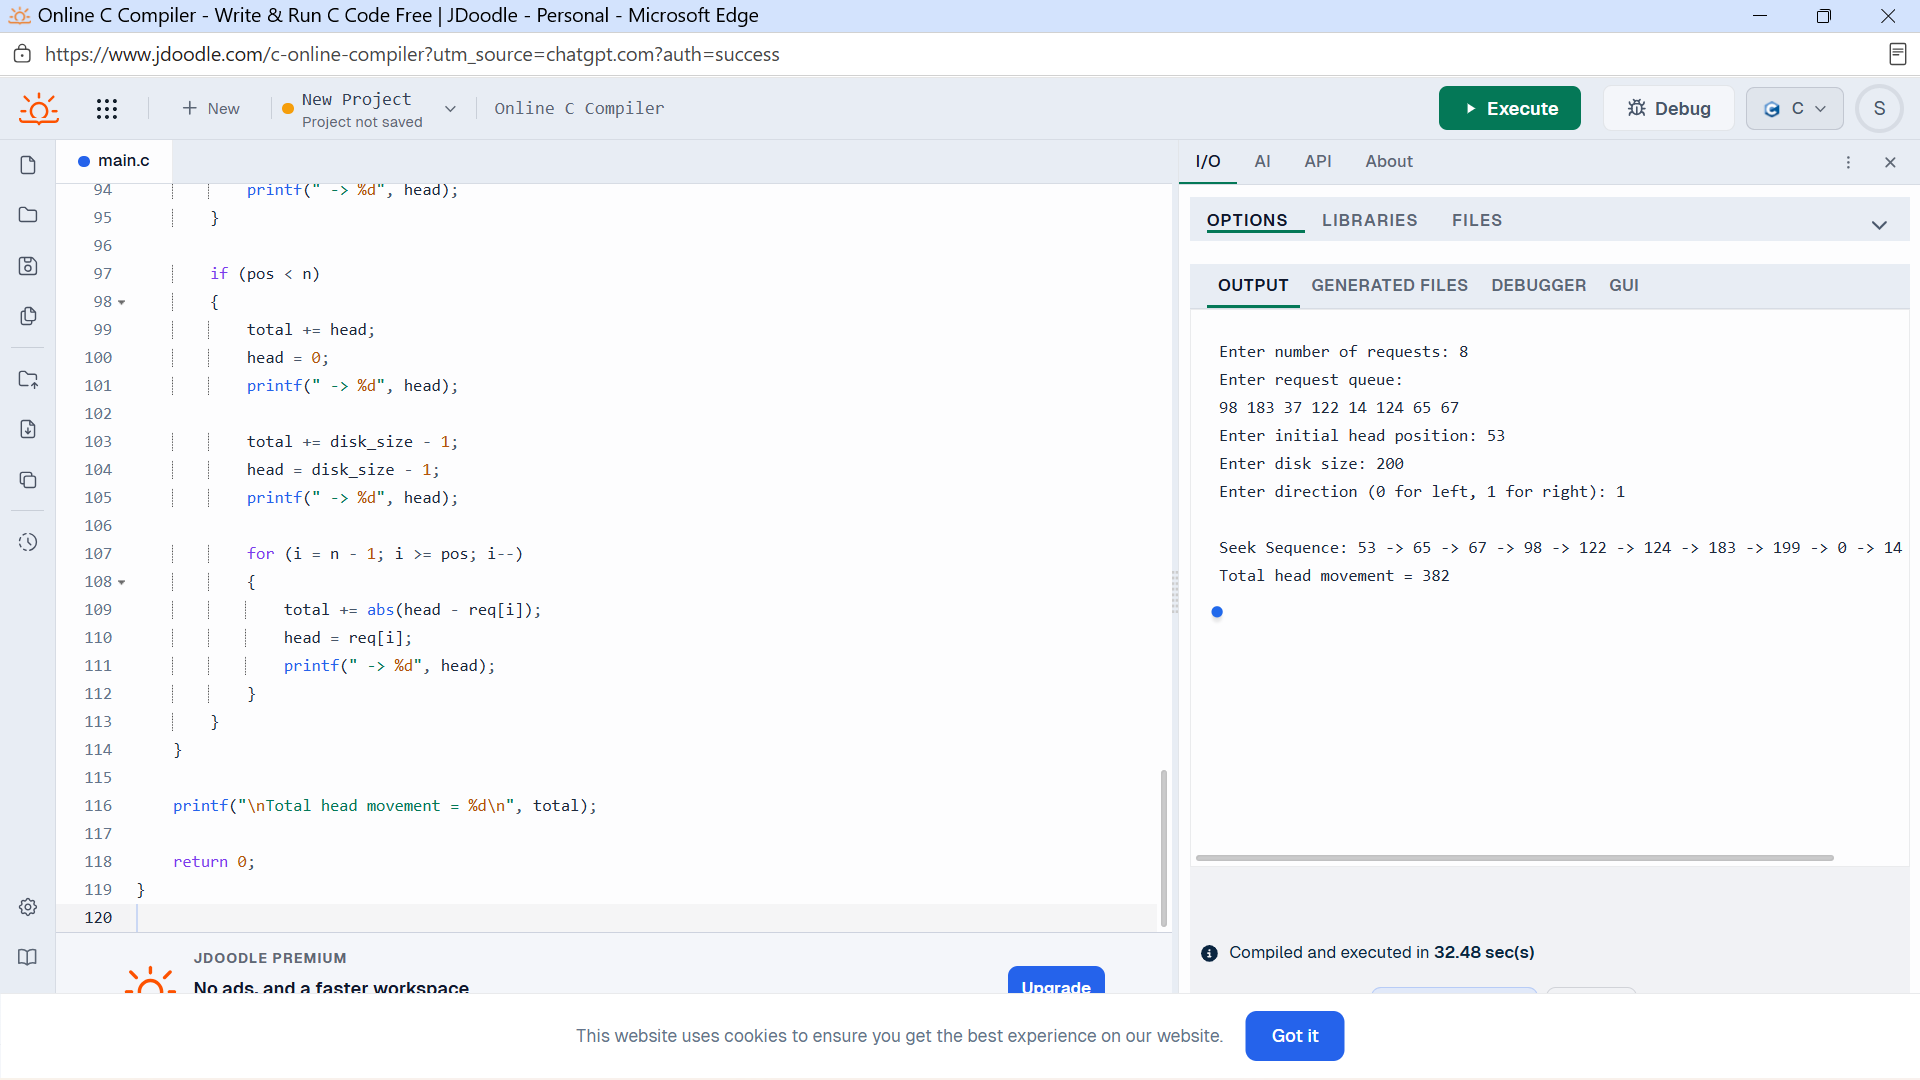 Online C Compiler - Write & Run C Code Free | JDoodle - Personal - Microsoft Edge
https://www.jdoodle.com/c-online-compiler?utm_source=chatgpt.com?auth=success
New
New Project
Project not saved
Online C Compiler
Execute
Debug
C
S
main.c
94 printf(" -> %d", head);
95 }
96
97 if (pos < n)
98 {
99 total += head;
100 head = 0;
101 printf(" -> %d", head);
102
103 total += disk_size - 1;
104 head = disk_size - 1;
105 printf(" -> %d", head);
106
107 for (i = n - 1; i >= pos; i--)
108 {
109 total += abs(head - req[i]);
110 head = req[i];
111 printf(" -> %d", head);
112 }
113 }
114 }
115
116 printf("\nTotal head movement = %d\n", total);
117
118 return 0;
119 }
120
JDOODLE PREMIUM
No ads, and a faster workspace
Upgrade
I/O AI API About
OPTIONS LIBRARIES FILES
OUTPUT GENERATED FILES DEBUGGER GUI
Enter number of requests: 8
Enter request queue:
98 183 37 122 14 124 65 67
Enter initial head position: 53
Enter disk size: 200
Enter direction (0 for left, 1 for right): 1
Seek Sequence: 53 -> 65 -> 67 -> 98 -> 122 -> 124 -> 183 -> 199 -> 0 -> 14
Total head movement = 382
Compiled and executed in 32.48 sec(s)
This website uses cookies to ensure you get the best experience on our website.
Got it